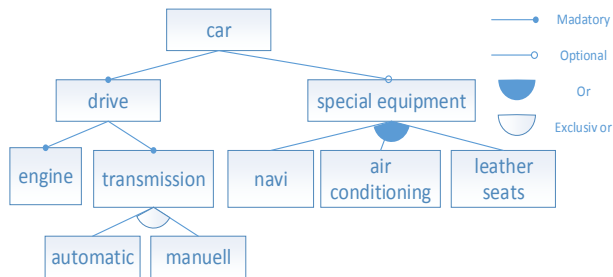 car
Madatory
Optional
Or
Exclusiv or
drive
special equipment
engine
transmission
navi
air
conditioning
leather
seats
automatic
manuell